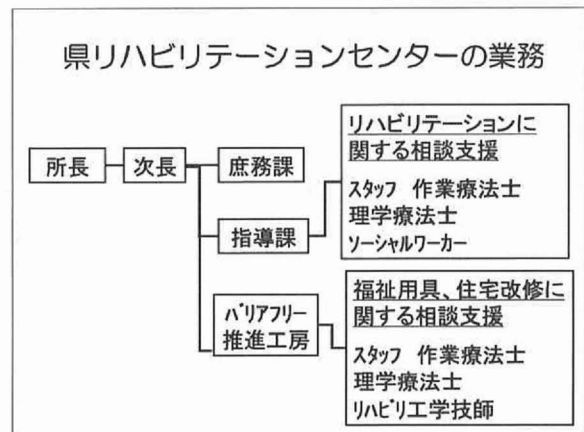 県リハビリテーションセンターの業務
所長
次長
庶務課
指導課
バリアフリー
推進工房
リハビリテーションに
関する相談支援
スタッフ 作業療法士
理学療法士
ソーシャルワーカー
福祉用具、住宅改修に
関する相談支援
スタッフ 作業療法士
理学療法士
リハビリ工学技師